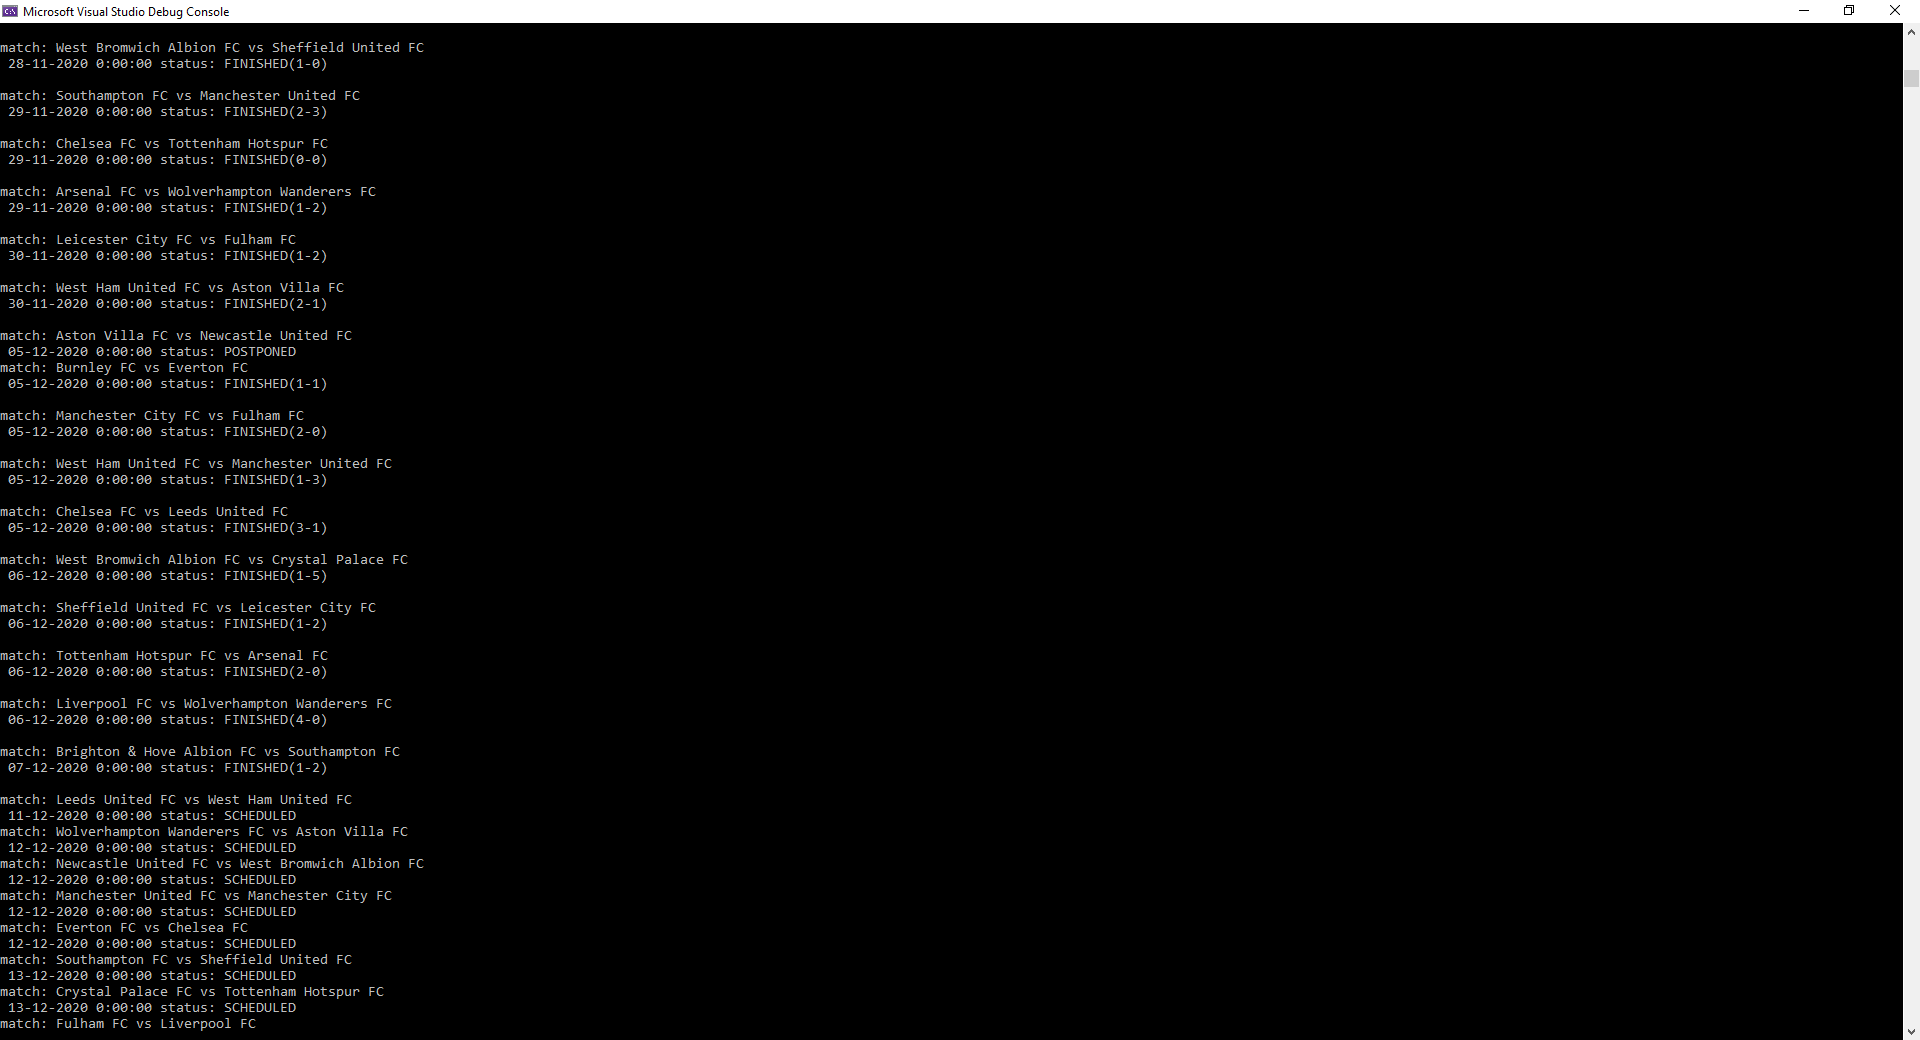 Microsoft Visual Studio Debug Console
match: West Bromwich Albion FC vs Sheffield United FC
28-11-2020 0:00:00 status: FINISHED(1-0)
match: Southampton FC vs Manchester United FC
29-11-2020 0:00:00 status: FINISHED(2-3)
match: Chelsea FC vs Tottenham Hotspur FC
29-11-2020 0:00:00 status: FINISHED(0-0)
match: Arsenal FC vs Wolverhampton Wanderers FC
29-11-2020 0:00:00 status: FINISHED(1-2)
match: Leicester City FC vs Fulham FC
30-11-2020 0:00:00 status: FINISHED(1-2)
match: West Ham United FC vs Aston Villa FC
30-11-2020 0:00:00 status: FINISHED(2-1)
match: Aston Villa FC vs Newcastle United FC
05-12-2020 0:00:00 status: POSTPONED
match: Burnley FC vs Everton FC
05-12-2020 0:00:00 status: FINISHED(1-1)
match: Manchester City FC vs Fulham FC
05-12-2020 0:00:00 status: FINISHED(2-0)
match: West Ham United FC vs Manchester United FC
05-12-2020 0:00:00 status: FINISHED(1-3)
match: Chelsea FC vs Leeds United FC
05-12-2020 0:00:00 status: FINISHED(3-1)
match: West Bromwich Albion FC vs Crystal Palace FC
06-12-2020 0:00:00 status: FINISHED(1-5)
match: Sheffield United FC vs Leicester City FC
06-12-2020 0:00:00 status: FINISHED(1-2)
match: Tottenham Hotspur FC vs Arsenal FC
06-12-2020 0:00:00 status: FINISHED(2-0)
match: Liverpool FC vs Wolverhampton Wanderers FC
06-12-2020 0:00:00 status: FINISHED(4-0)
match: Brighton & Hove Albion FC vs Southampton FC
07-12-2020 0:00:00 status: FINISHED(1-2)
match: Leeds United FC vs West Ham United FC
11-12-2020 0:00:00 status: SCHEDULED
match: Wolverhampton Wanderers FC vs Aston Villa FC
12-12-2020 0:00:00 status: SCHEDULED
match: Newcastle United FC vs West Bromwich Albion FC
12-12-2020 0:00:00 status: SCHEDULED
match: Manchester United FC vs Manchester City FC
12-12-2020 0:00:00 status: SCHEDULED
match: Everton FC vs Chelsea FC
12-12-2020 0:00:00 status: SCHEDULED
match: Southampton FC vs Sheffield United FC
13-12-2020 0:00:00 status: SCHEDULED
match: Crystal Palace FC vs Tottenham Hotspur FC
13-12-2020 0:00:00 status: SCHEDULED
match: Fulham FC vs Liverpool FC